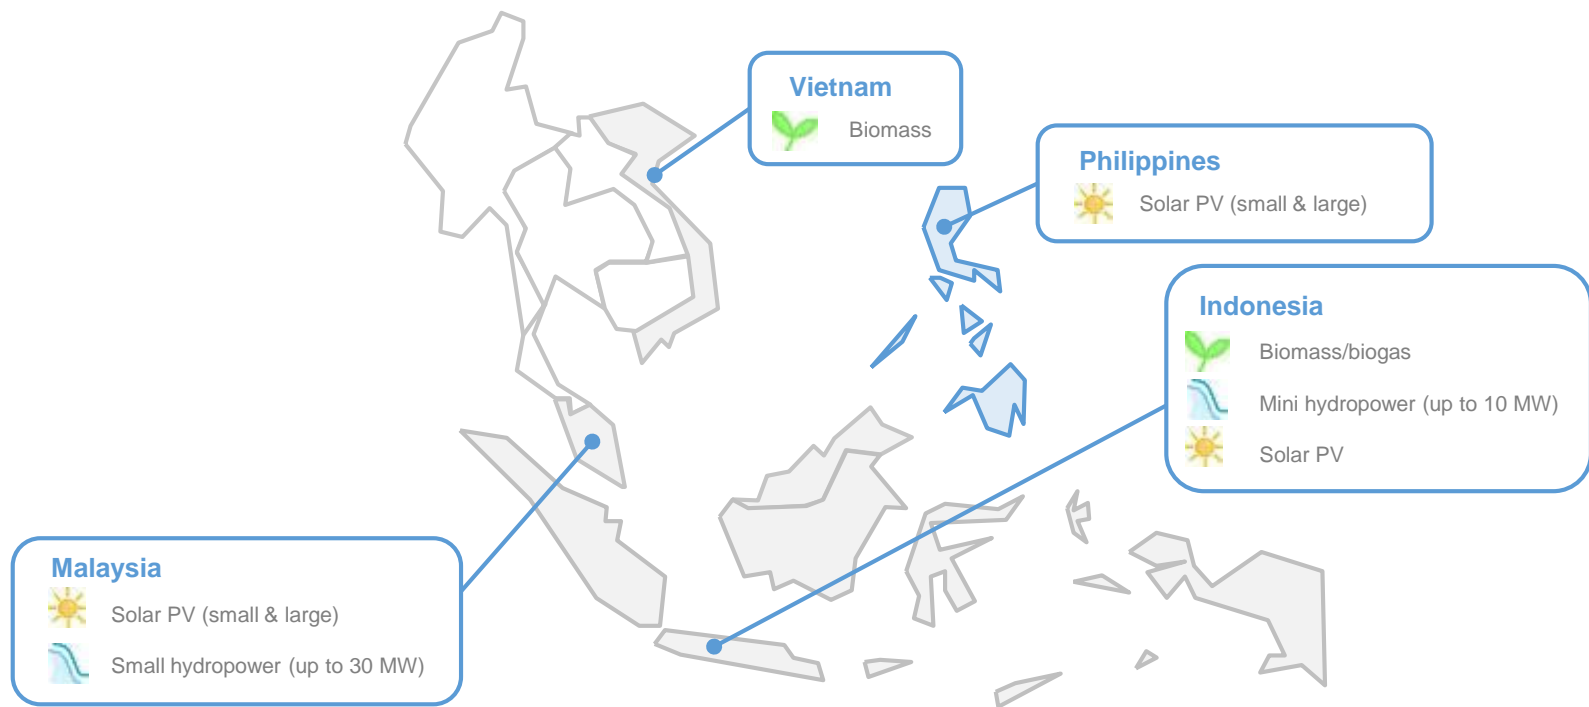 Vietnam
Biomass
Philippines
Solar PV (small & large)
Indonesia
Biomass/biogas
Mini hydropower (up to 10 MW)
Solar PV
Malaysia
Solar PV (small & large)
Small hydropower (up to 30 MW)